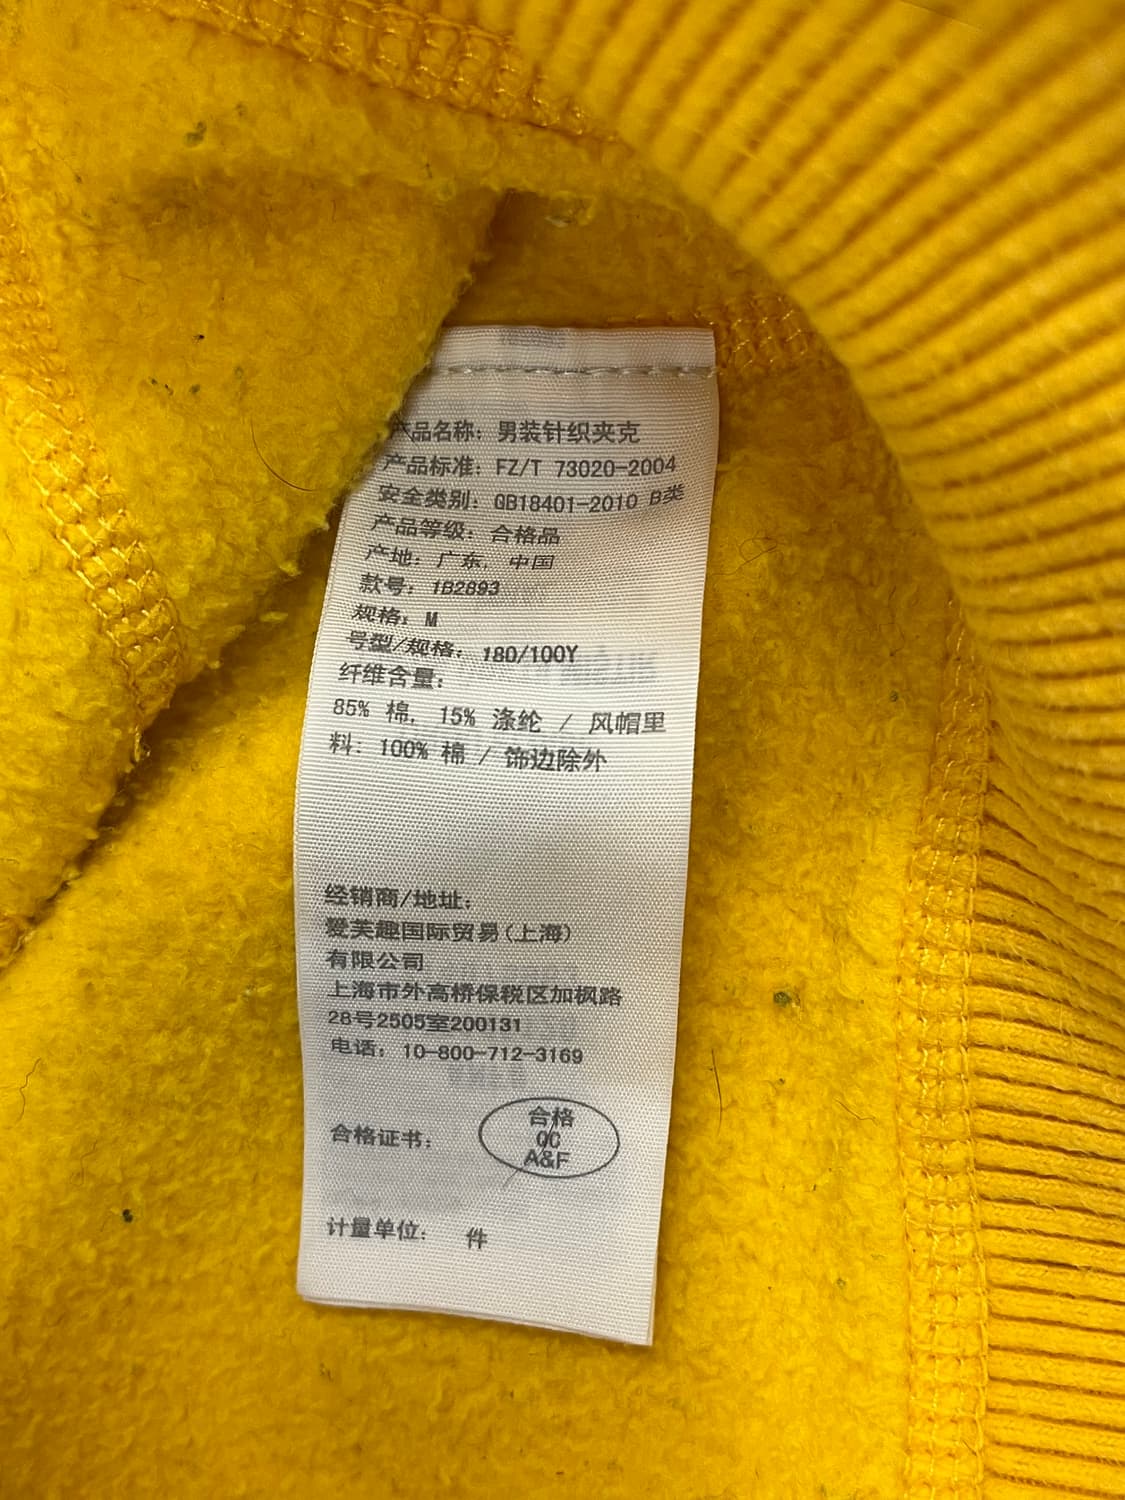 产品名称：男装针织夹克
产品标准：FZ/T 73020-2004
安全类别：GB18401-2010 B类
产品等级：合格品
产地：广东，中国
款号：1B2893
规格：M
号型/规格：180/100Y
纤维含量：
85% 棉, 15% 涤纶 / 风帽里
料：100% 棉 / 饰边除外
经销商/地址：
爱芙趣国际贸易(上海)
有限公司
上海市外高桥保税区加枫路
28号2505室200131
电话：10-800-712-3169
合格证书：
合格
QC
A&F
计量单位： 件